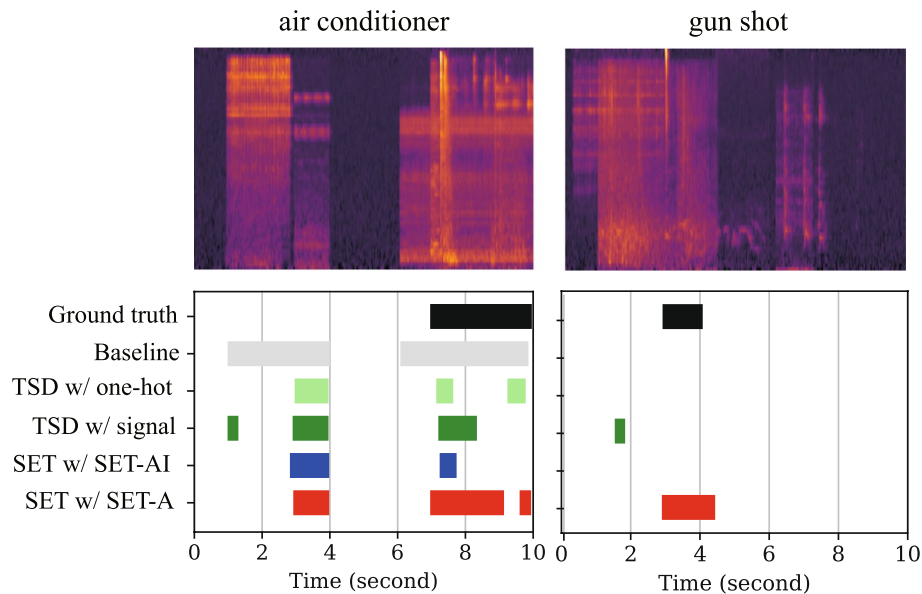 air conditioner
gun shot
Ground truth
Baseline
TSD w/ one-hot
TSD w/ signal
SET w/ SET-AI
SET w/ SET-A
0 2 4 6 8 10
Time (second)
0 2 4 6 8 10
Time (second)